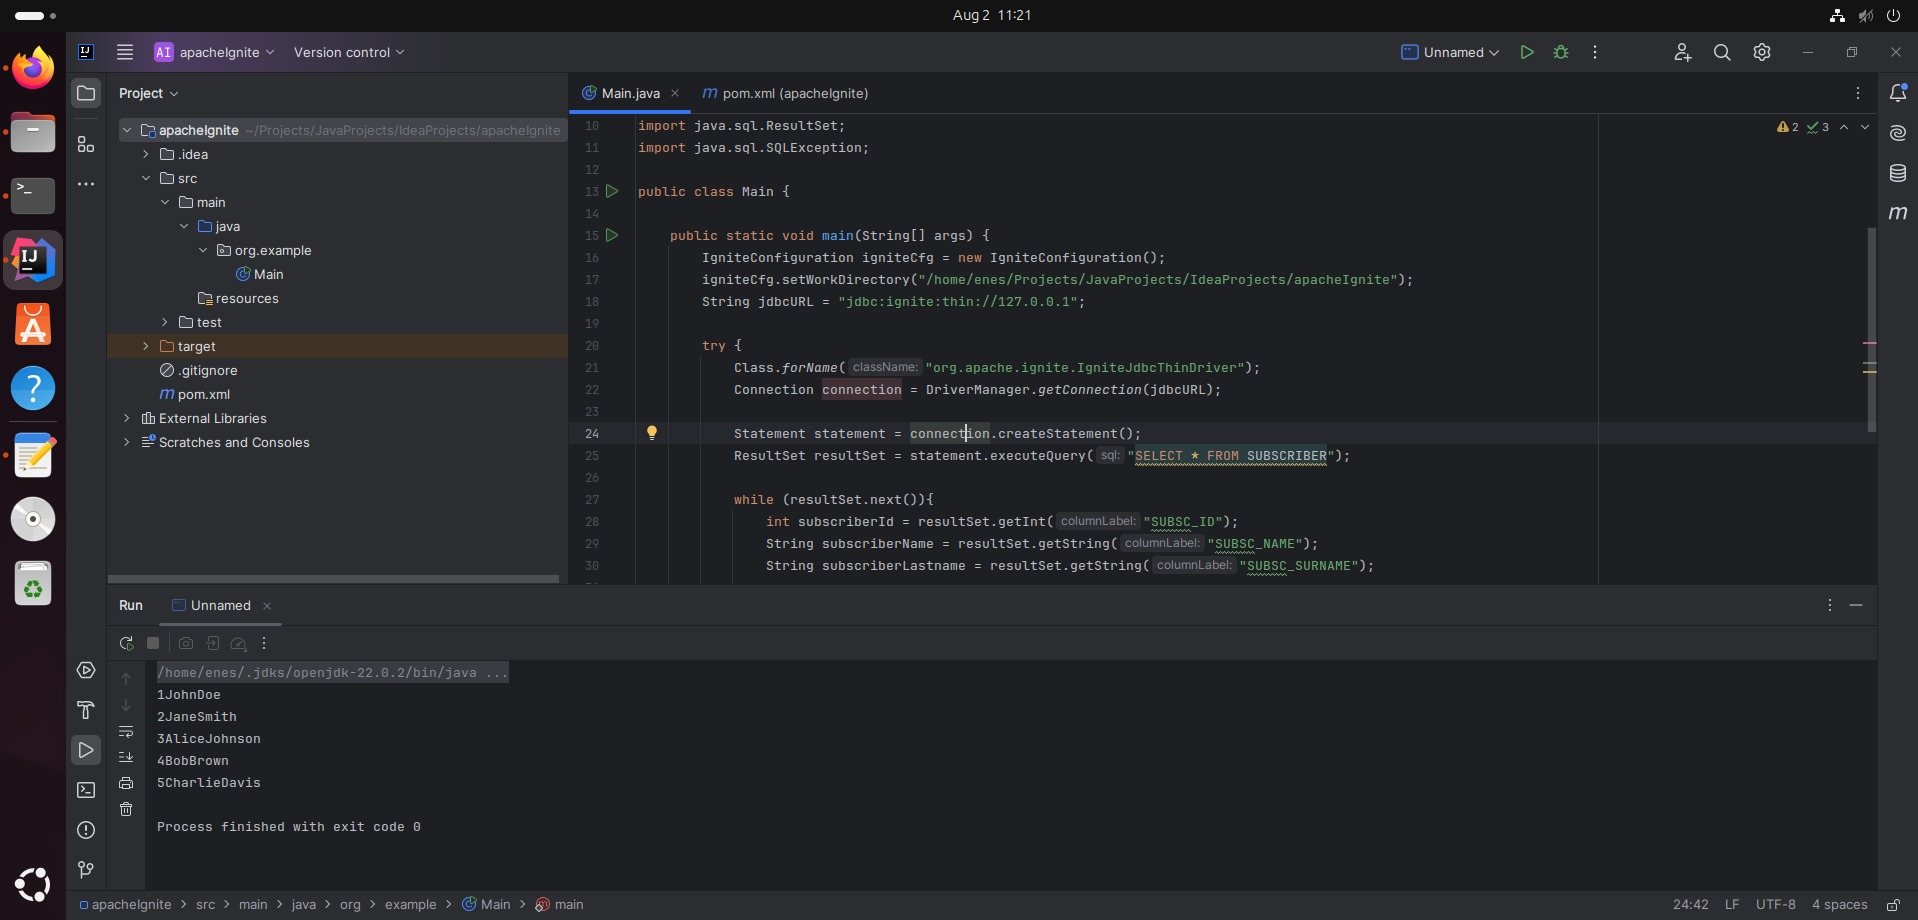 Aug 2 11:21
IJ
AI apacheIgnite
Version control
Unnamed
Project
Main.java
m pom.xml (apacheIgnite)
apacheIgnite ~/Projects/JavaProjects/IdeaProjects/apacheIgnite
.idea
src
main
java
org.example
Main
resources
test
target
.gitignore
m pom.xml
External Libraries
Scratches and Consoles
2 3
10 import java.sql.ResultSet;
11 import java.sql.SQLException;
12
13 public class Main {
14
15 public static void main(String[] args) {
16 IgniteConfiguration igniteCfg = new IgniteConfiguration();
17 igniteCfg.setWorkDirectory("/home/enes/Projects/JavaProjects/IdeaProjects/apacheIgnite");
18 String jdbcURL = "jdbc:ignite:thin://127.0.0.1";
19
20 try {
21 Class.forName( className: "org.apache.ignite.IgniteJdbcThinDriver");
22 Connection connection = DriverManager.getConnection(jdbcURL);
23
24 Statement statement = connection.createStatement();
25 ResultSet resultSet = statement.executeQuery( sql: "SELECT * FROM SUBSCRIBER");
26
27 while (resultSet.next()){
28 int subscriberId = resultSet.getInt( columnLabel: "SUBSC_ID");
29 String subscriberName = resultSet.getString( columnLabel: "SUBSC_NAME");
30 String subscriberLastname = resultSet.getString( columnLabel: "SUBSC_SURNAME");
m
Run
Unnamed
/home/enes/.jdks/openjdk-22.0.2/bin/java ...
1JohnDoe
2JaneSmith
3AliceJohnson
4BobBrown
5CharlieDavis
Process finished with exit code 0
apacheIgnite > src > main > java > org > example > Main > m main
24:42 LF UTF-8 4 spaces